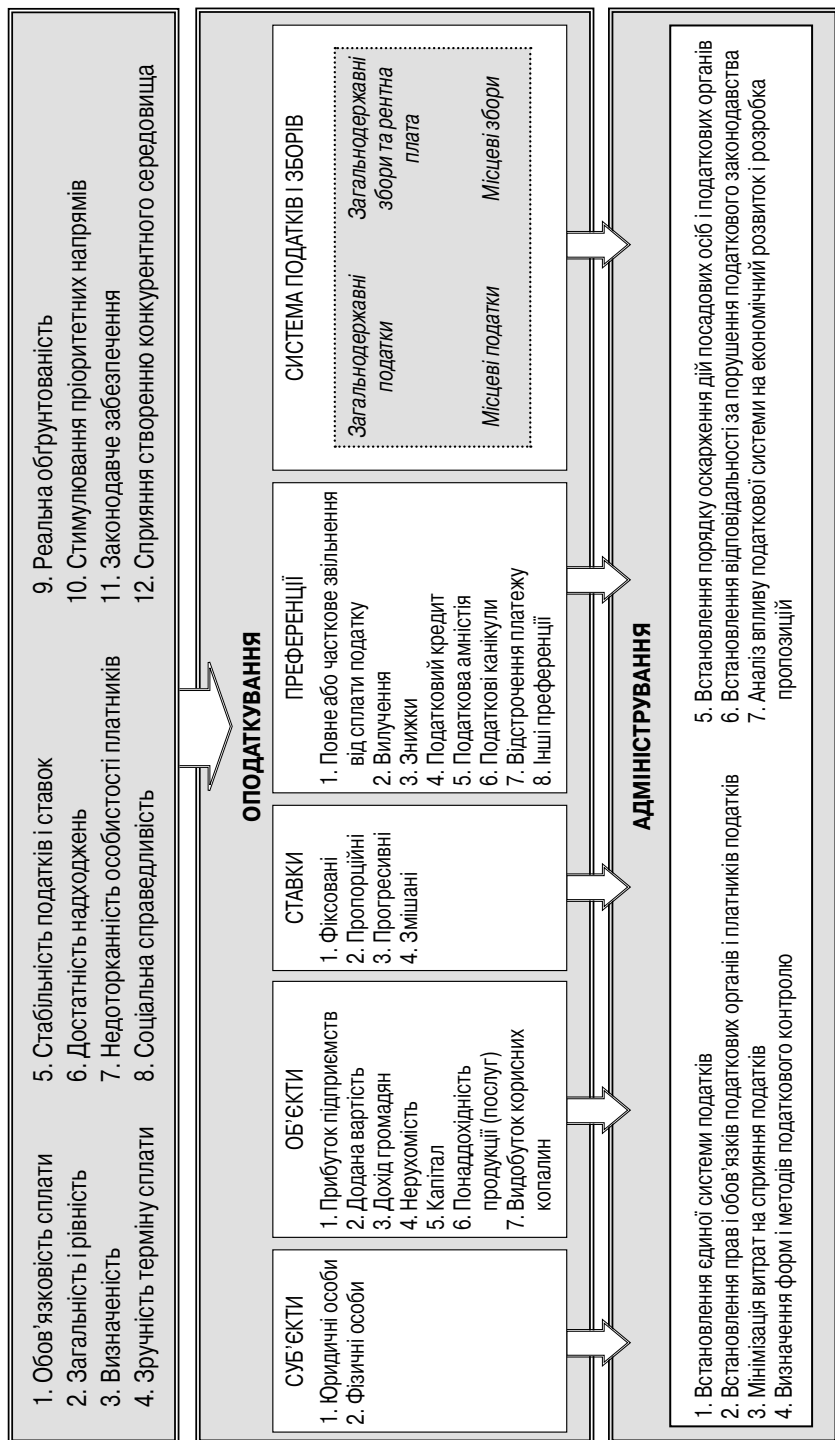 1. Обов’язковість сплати
2. Загальність і рівність
3. Визначеність
4. Зручність терміну сплати
5. Стабільність податків і ставок
6. Достатність надходжень
7. Недоторканність особистості платників
8. Соціальна справедливість
9. Реальна обґрунтованість
10. Стимулювання пріоритетних напрямів
11. Законодавче забезпечення
12. Сприяння створенню конкурентного середовища
ОПОДАТКУВАННЯ
СУБ’ЄКТИ
1. Юридичні особи
2. Фізичні особи
ОБ’ЄКТИ
1. Прибуток підприємств
2. Додана вартість
3. Дохід громадян
4. Нерухомість
5. Капітал
6. Понаддохідність
продукції (послуг)
7. Видобуток корисних
копалин
СТАВКИ
1. Фіксовані
2. Пропорційні
3. Прогресивні
4. Змішані
ПРЕФЕРЕНЦІЇ
1. Повне або часткове звільнення
від сплати податку
2. Вилучення
3. Знижки
4. Податковий кредит
5. Податкова амністія
6. Податкові канікули
7. Відстрочення платежу
8. Інші преференції
СИСТЕМА ПОДАТКІВ І ЗБОРІВ
Загальнодержавні
податки
Загальнодержавні
збори та рентна
плата
Місцеві податки
Місцеві збори
АДМІНІСТРУВАННЯ
1. Встановлення єдиної системи податків
2. Встановлення прав і обов’язків податкових органів і платників податків
3. Мінімізація витрат на сприяння податків
4. Визначення форм і методів податкового контролю
5. Встановлення порядку оскарження дій посадових осіб і податкових органів
6. Встановлення відповідальності за порушення податкового законодавства
7. Аналіз впливу податкової системи на економічний розвиток і розробка
пропозицій